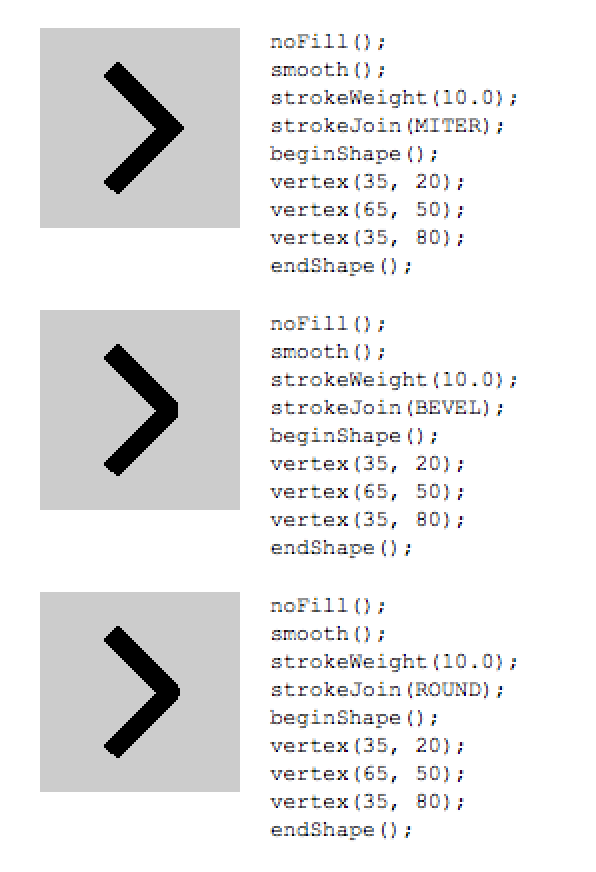 noFill();
smooth();
strokeWeight(10.0);
strokeJoin(MITER);
beginShape();
vertex(35, 20);
vertex(65, 50);
vertex(35, 80);
endShape();
noFill();
smooth();
strokeWeight(10.0);
strokeJoin(BEVEL);
beginShape();
vertex(35, 20);
vertex(65, 50);
vertex(35, 80);
endShape();
noFill();
smooth();
strokeWeight(10.0);
strokeJoin(ROUND);
beginShape();
vertex(35, 20);
vertex(65, 50);
vertex(35, 80);
endShape();